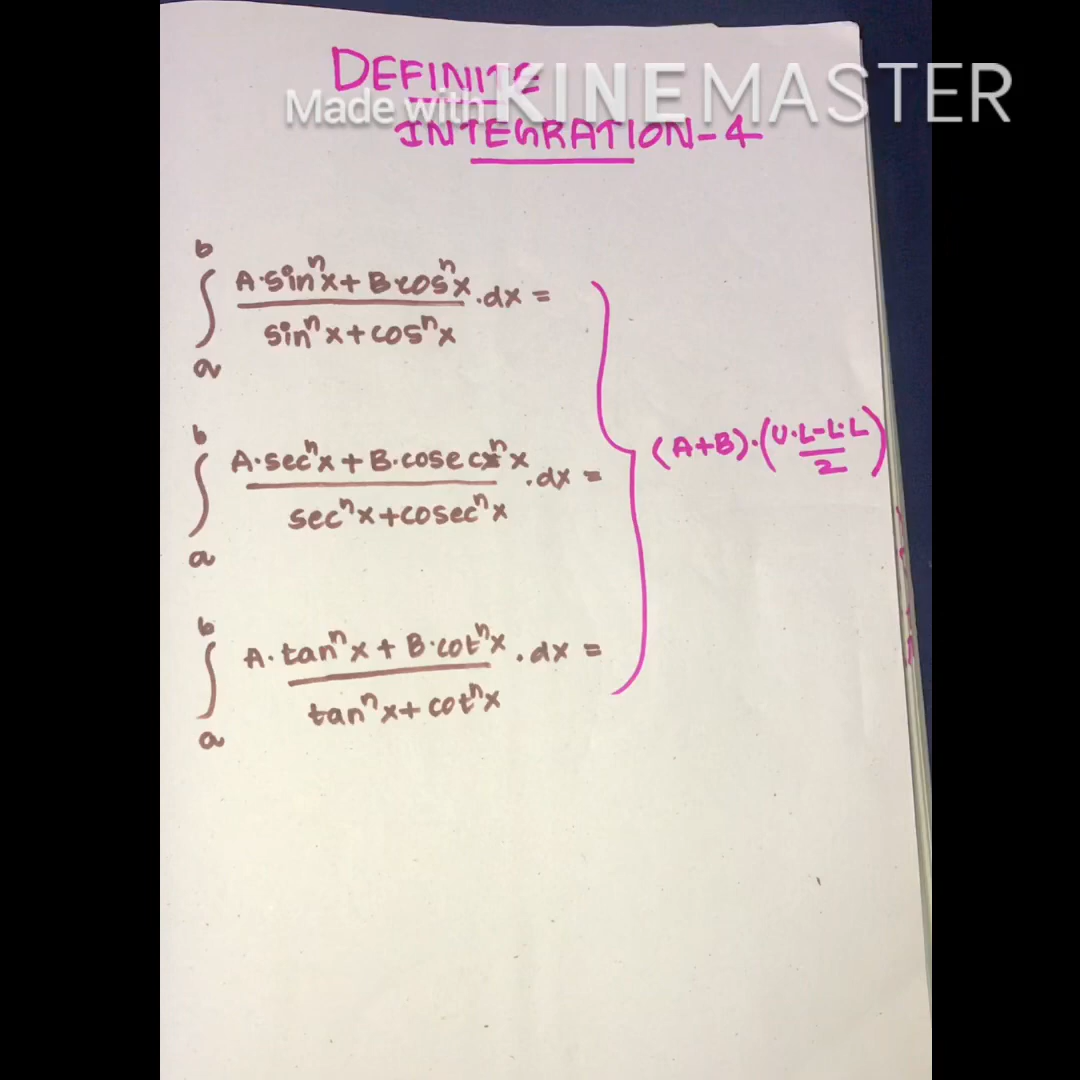 DEFINITE
Made with KINEMASTER
INTEGRATION-4
b
∫ A·sinⁿx + B·cosⁿx .dx =
sinⁿx + cosⁿx
a
b
∫ A·secⁿx + B·cosecⁿx .dx =
secⁿx + cosecⁿx
a
(A+B)·(U·L-L·L
2)
b
∫ A·tanⁿx + B·cotⁿx .dx =
tanⁿx + cotⁿx
a